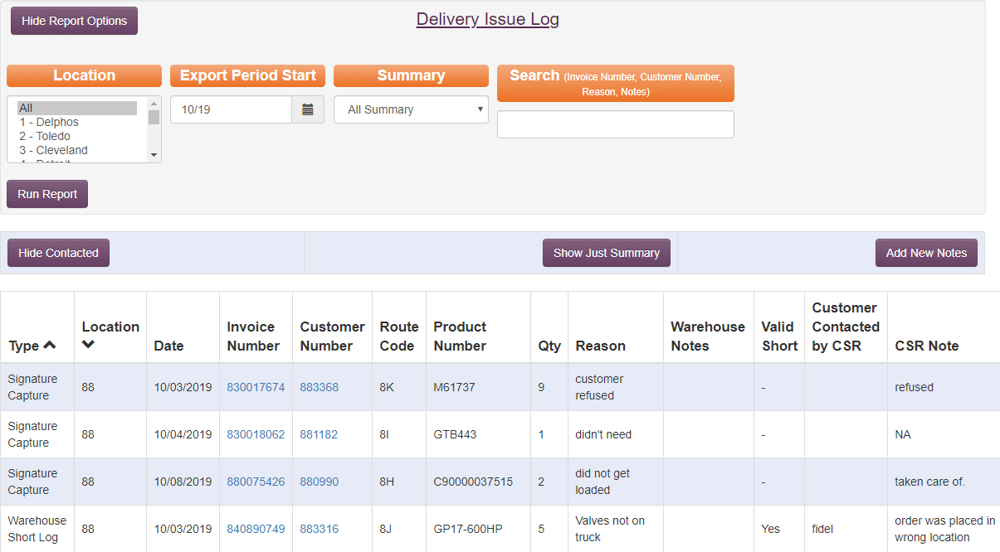 Hide Report Options
Delivery Issue Log
Location
Export Period Start
Summary
Search (Invoice Number, Customer Number,
Reason, Notes)
All
1 - Delphos
2 - Toledo
3 - Cleveland
10/19
All Summary
Run Report
Hide Contacted
Show Just Summary
Add New Notes
Type
Location
Date
Invoice
Number
Customer
Number
Route
Code
Product
Number
Qty
Reason
Warehouse
Notes
Valid
Short
Customer
Contacted
by CSR
CSR Note
Signature
Capture
88
10/03/2019
830017674
883368
8K
M61737
9
customer
refused
-
refused
Signature
Capture
88
10/04/2019
830018062
881182
8I
GTB443
1
didn't need
-
NA
Signature
Capture
88
10/08/2019
880075426
880990
8H
C90000037515
2
did not get
loaded
-
taken care of.
Warehouse
Short Log
88
10/03/2019
840890749
883316
8J
GP17-600HP
5
Valves not on
truck
Yes
fidel
order was placed in
wrong location